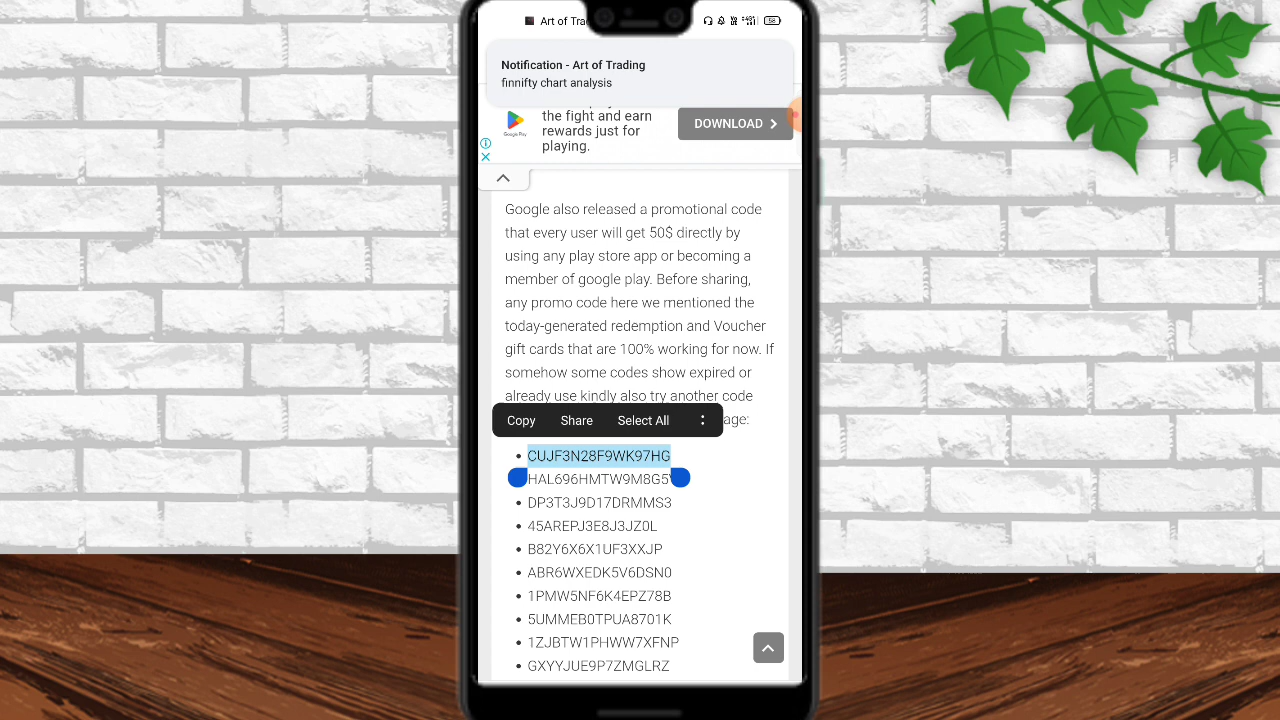 Art of Tra
58
Notification - Art of Trading
finnifty chart analysis
the fight and earn
rewards just for
playing.
Google Play
DOWNLOAD
Google also released a promotional code
that every user will get 50$ directly by
using any play store app or becoming a
member of google play. Before sharing,
any promo code here we mentioned the
today-generated redemption and Voucher
gift cards that are 100% working for now. If
somehow some codes show expired or
already use kindly also try another code
age:
Copy Share Select All
• CUJF3N28F9WK97HG
HAL696HMTW9M8G5
• DP3T3J9D17DRMMS3
• 45AREPJ3E8J3JZ0L
• B82Y6X6X1UF3XXJP
• ABR6WXEDK5V6DSN0
• 1PMW5NF6K4EPZ78B
• 5UMMEB0TPUA8701K
• 1ZJBTW1PHWW7XFNP
• GXYYJUE9P7ZMGLRZ